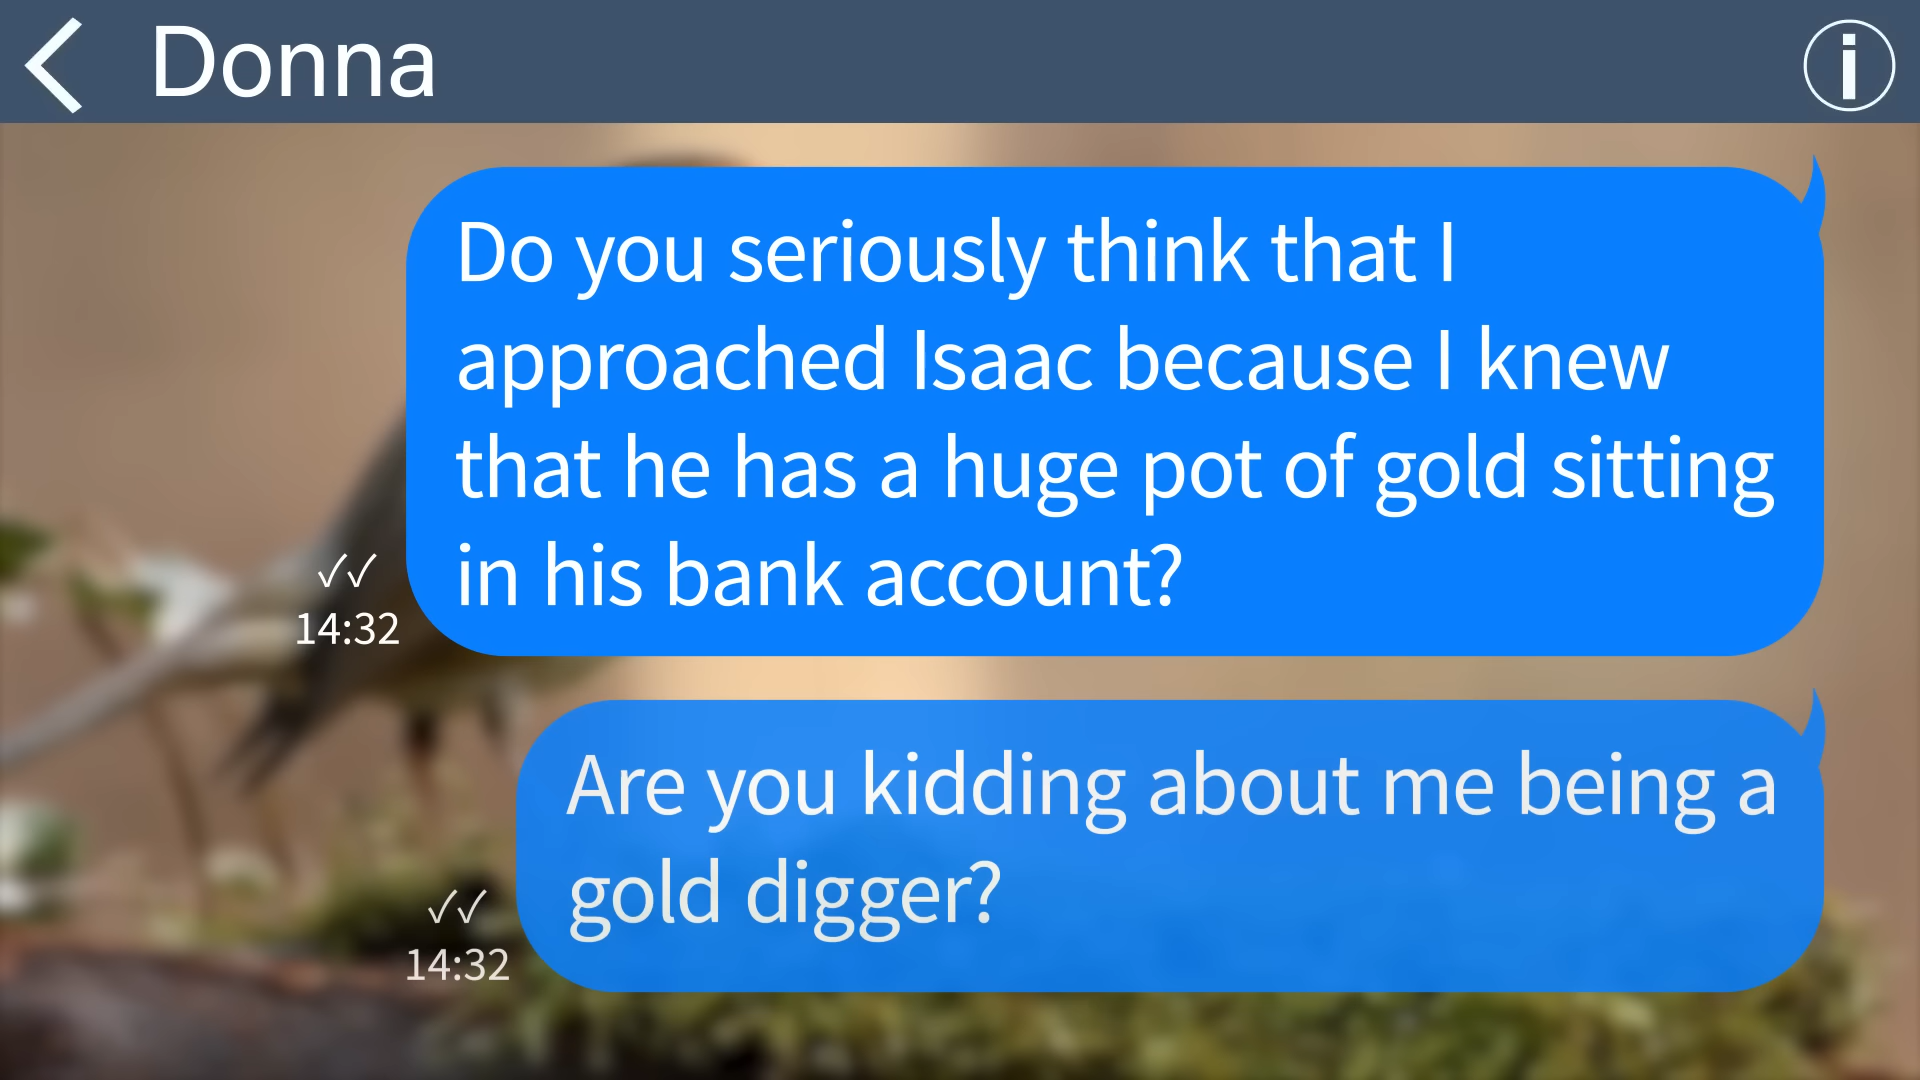 Donna
Do you seriously think that I
approached Isaac because I knew
that he has a huge pot of gold sitting
in his bank account?
✓✓
14:32
Are you kidding about me being a
gold digger?
✓✓
14:32